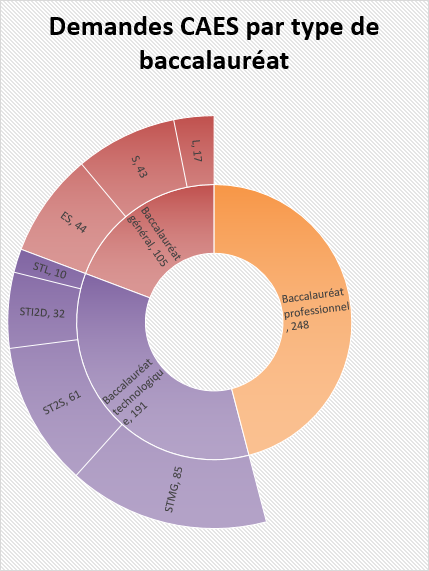 Demandes CAES par type de
baccalauréat
L, 17
S, 43
ES, 44
Baccalauréat
général, 105
STL, 10
STI2D, 32
ST2S, 61
STMG, 85
Baccalauréat
technologiqu
e, 191
Baccalauréat
professionnel
, 248